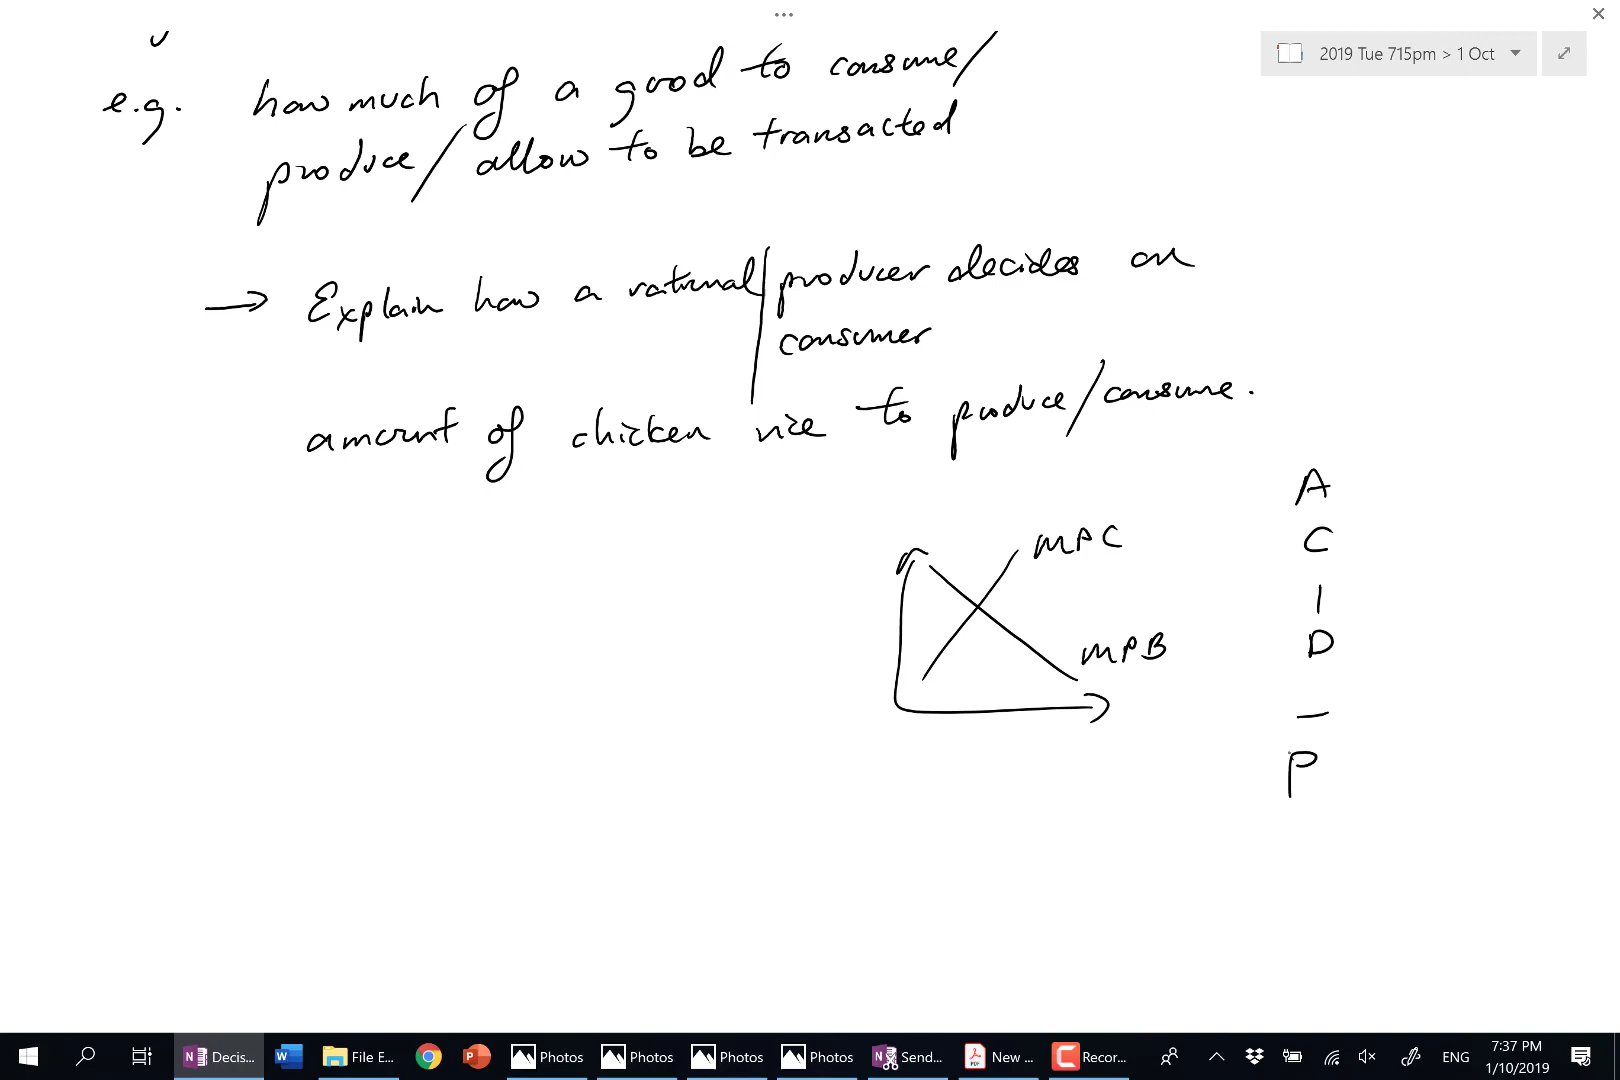 2019 Tue 715pm > 1 Oct
e.g. how much of a good to consume/
produce/allow to be transacted
→ Explain how a rational/producer decides on
consumer
amount of chicken rice to produce/consume.
A
C
I
D
—
P
MPC
MPB
Decis...
File E...
Photos
Photos
Photos
Photos
Send...
New ...
Recor...
ENG
7:37 PM
1/10/2019